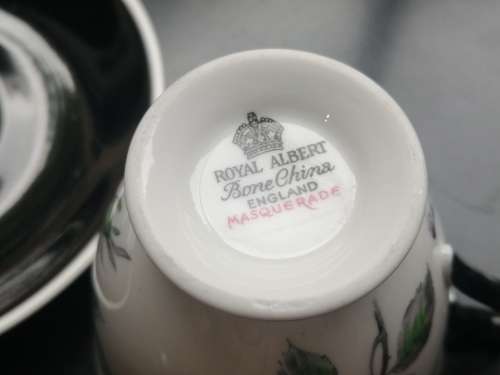 ROYAL ALBERT
Bone China
ENGLAND
MASQUERADE